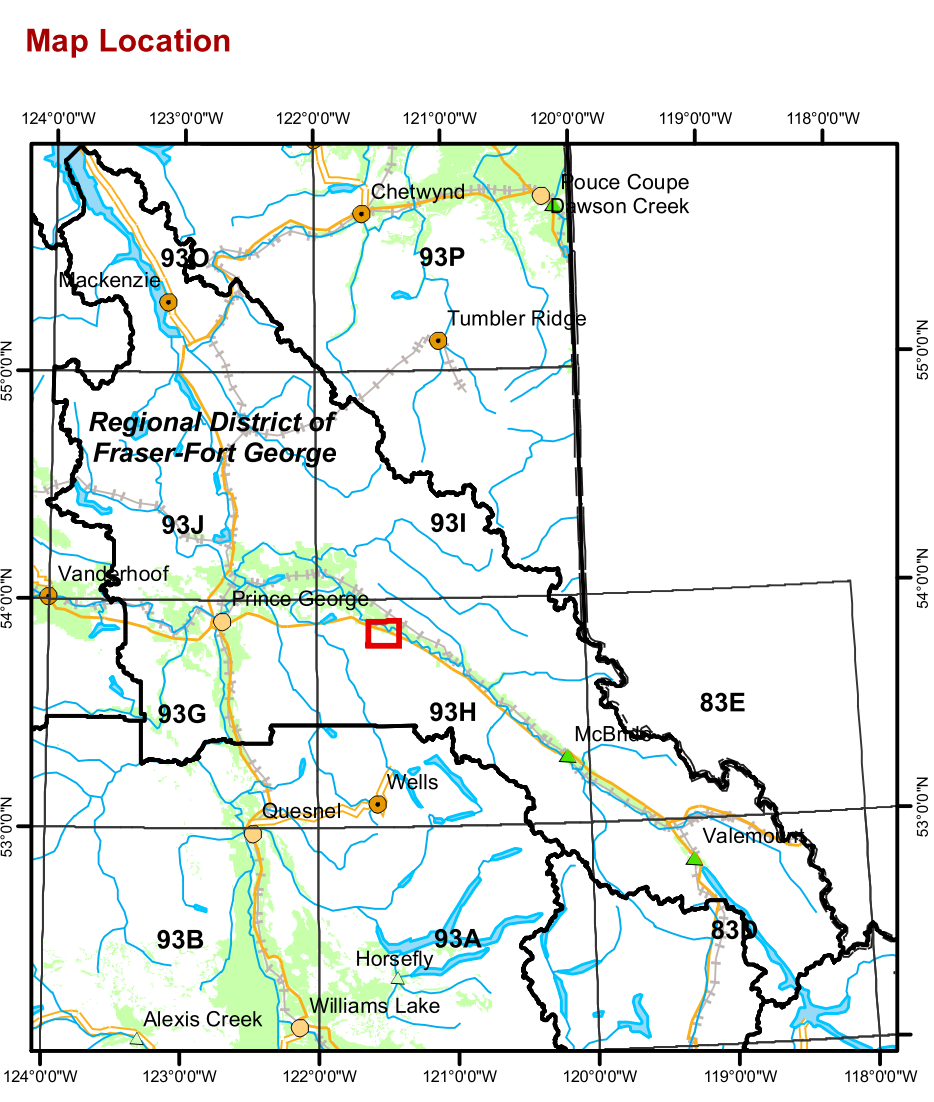 Map Location
124°0'0"W 123°0'0"W 122°0'0"W 121°0'0"W 120°0'0"W 119°0'0"W 118°0'0"W
Pouce Coupe
Chetwynd
Dawson Creek
93O
93P
Mackenzie
Tumbler Ridge
55°0'0"N
55°0'0"N
Regional District of
Fraser-Fort George
93J
93I
Vanderhoof
54°0'0"N
54°0'0"N
Prince George
83E
93G
93H
McBride
Wells
Quesnel
53°0'0"N
53°0'0"N
Valemount
93B
93A
83D
Horsefly
Williams Lake
Alexis Creek
124°0'0"W 123°0'0"W 122°0'0"W 121°0'0"W 120°0'0"W 119°0'0"W 118°0'0"W